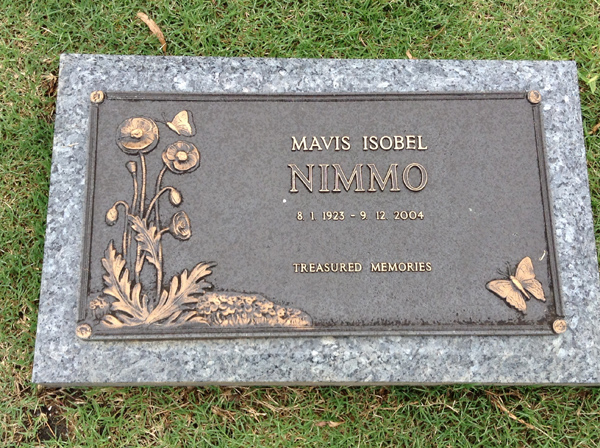 MAVIS ISOBEL
NIMMO
8 1 1923 - 9 12 2004
TREASURED MEMORIES